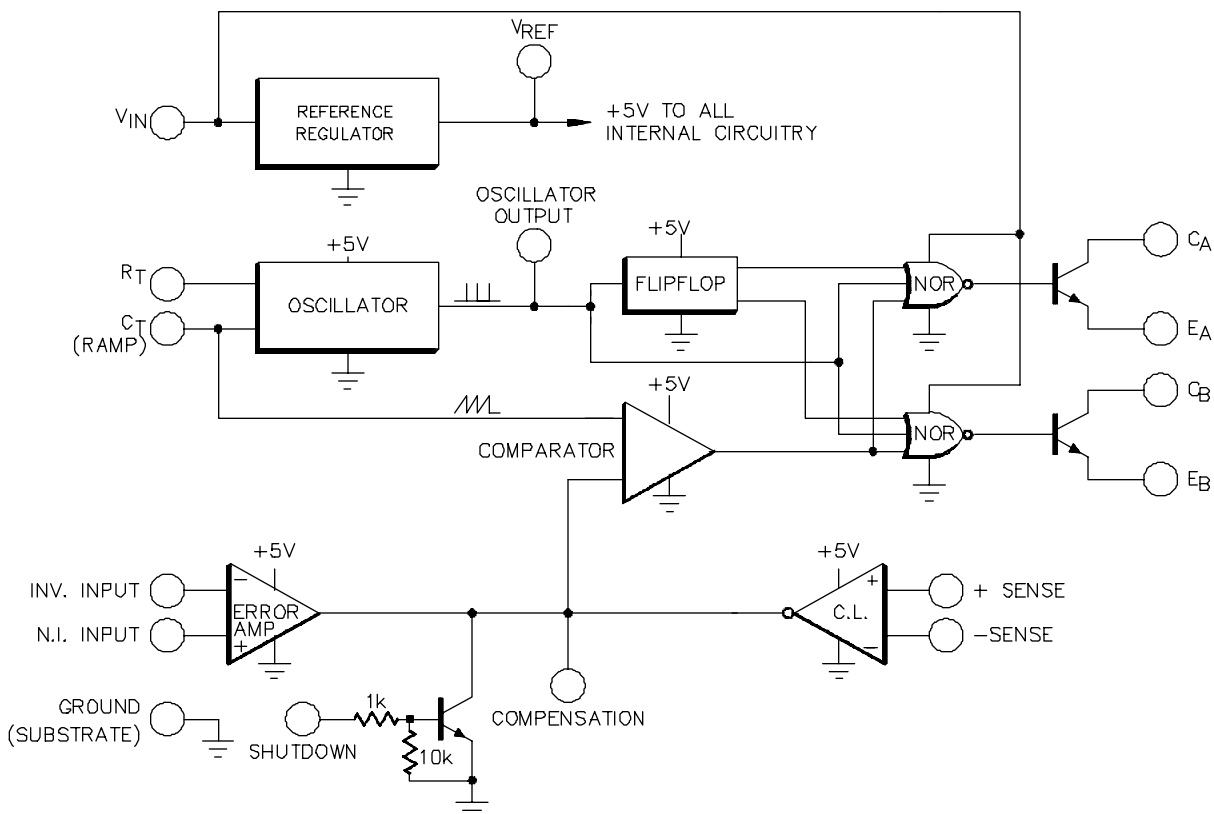 VREF
VIN
REFERENCE
REGULATOR
+5V TO ALL
INTERNAL CIRCUITRY
OSCILLATOR
OUTPUT
+5V
+5V
RT
OSCILLATOR
FLIPFLOP
NOR
CA
CT
(RAMP)
EA
+5V
COMPARATOR
NOR
CB
EB
+5V
+5V
INV. INPUT
−
ERROR
AMP
+
N.I. INPUT
+
C.L.
−
+ SENSE
−SENSE
GROUND
(SUBSTRATE)
1k
SHUTDOWN
10k
COMPENSATION